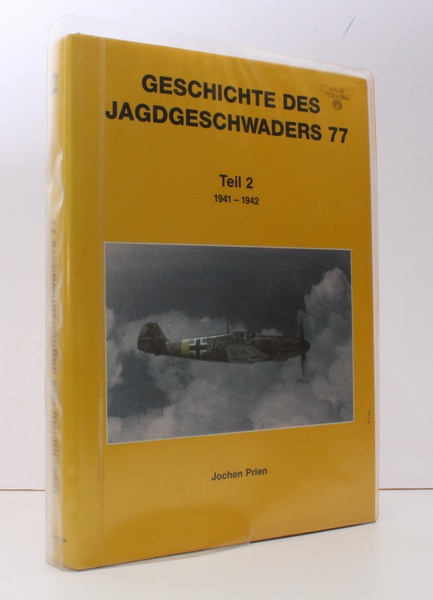 GESCHICHTE DES
JAGDGESCHWADERS 77
Teil 2
1941 – 1942
Jochen Prien